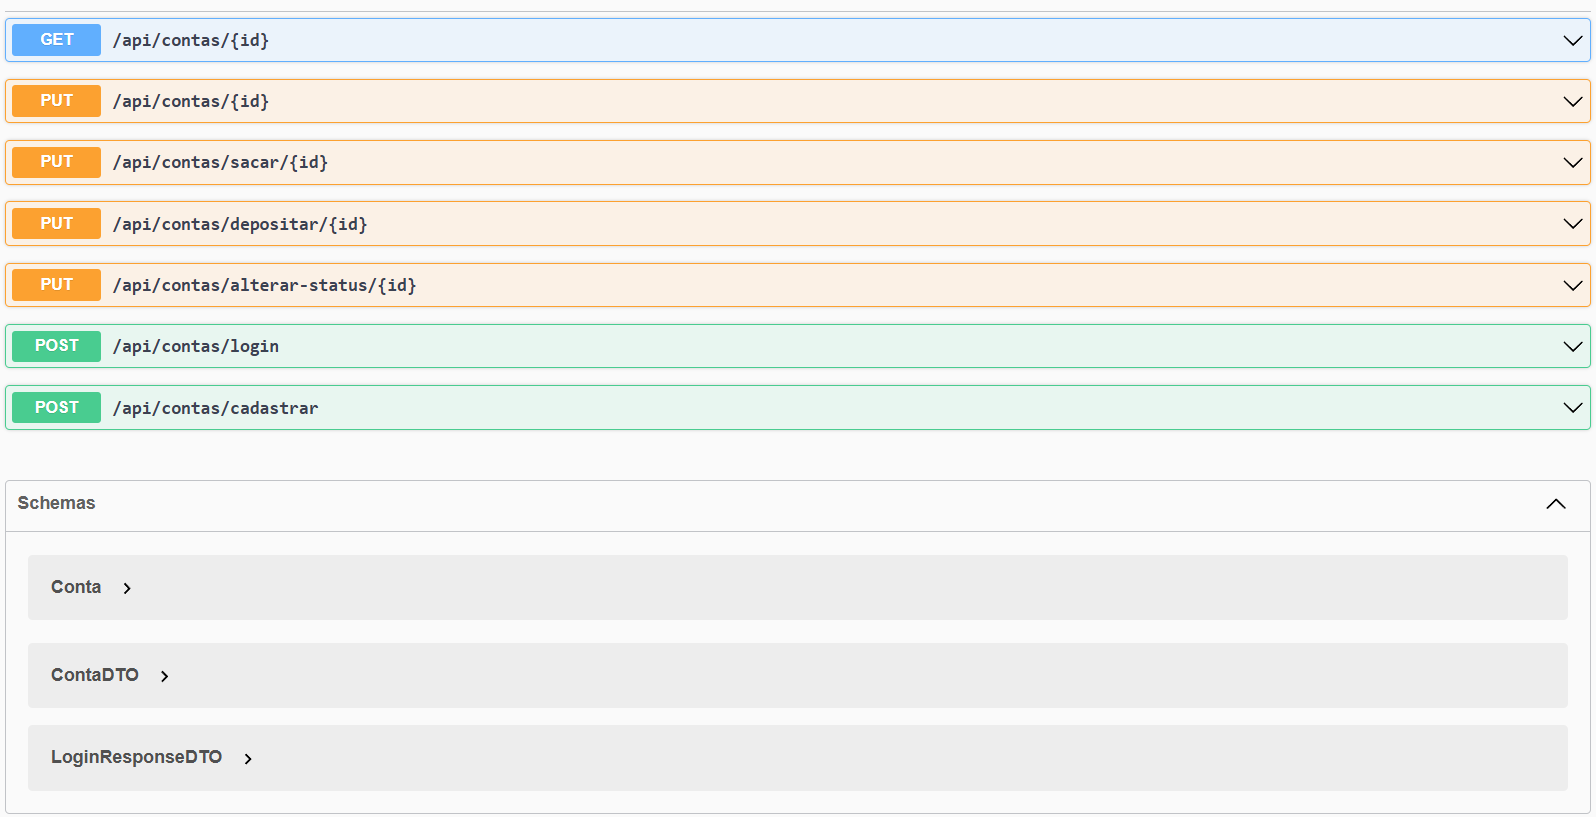 GET /api/contas/{id}
PUT /api/contas/{id}
PUT /api/contas/sacar/{id}
PUT /api/contas/depositar/{id}
PUT /api/contas/alterar-status/{id}
POST /api/contas/login
POST /api/contas/cadastrar
Schemas
Conta
ContaDTO
LoginResponseDTO